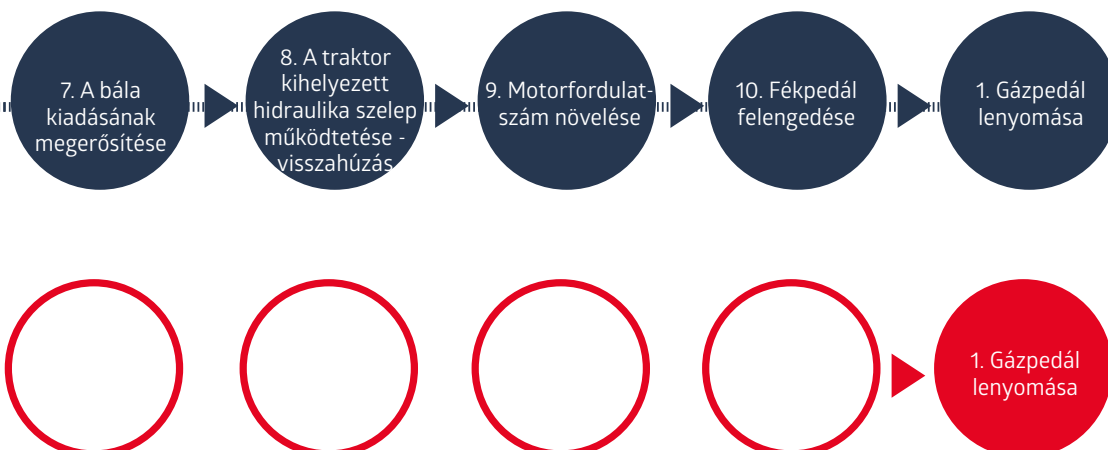 7. A bála
kiadásának
megerősítése
8. A traktor
kihelyezett
hidraulika szelep
működtetése -
visszahúzás
9. Motorfordulat-
szám növelése
10. Fékpedál
felengedése
1. Gázpedál
lenyomása
1. Gázpedál
lenyomása